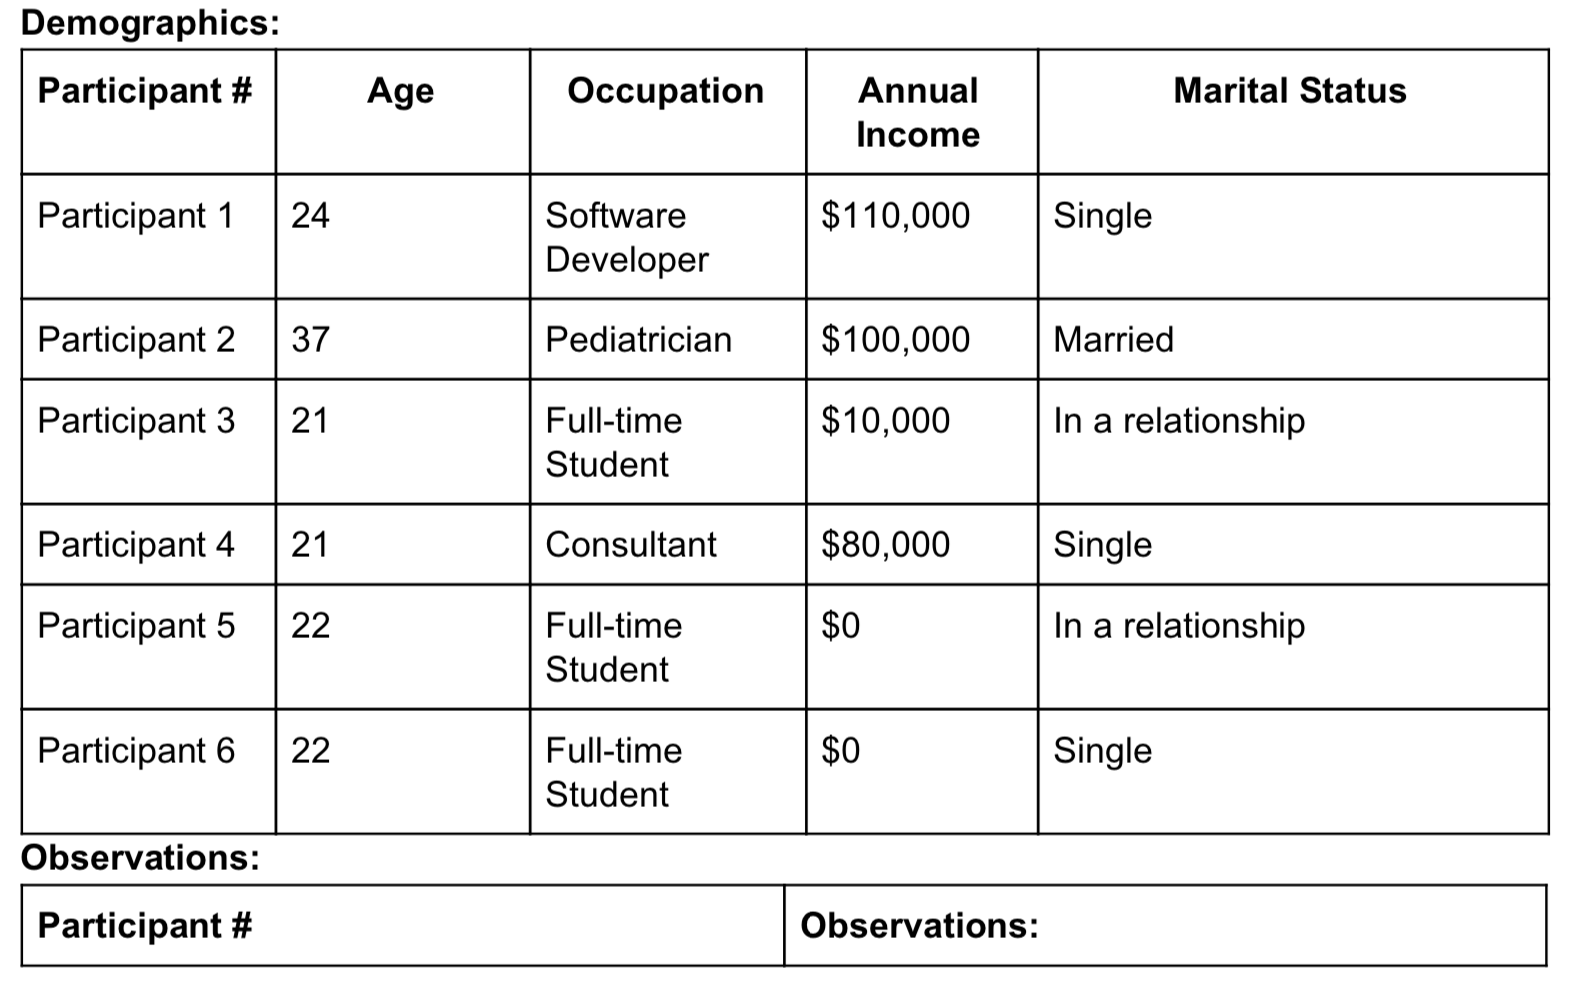 Demographics:
Participant # Age Occupation Annual Income Marital Status
Participant 1 24 Software Developer $110,000 Single
Participant 2 37 Pediatrician $100,000 Married
Participant 3 21 Full-time Student $10,000 In a relationship
Participant 4 21 Consultant $80,000 Single
Participant 5 22 Full-time Student $0 In a relationship
Participant 6 22 Full-time Student $0 Single
Observations:
Participant # Observations: